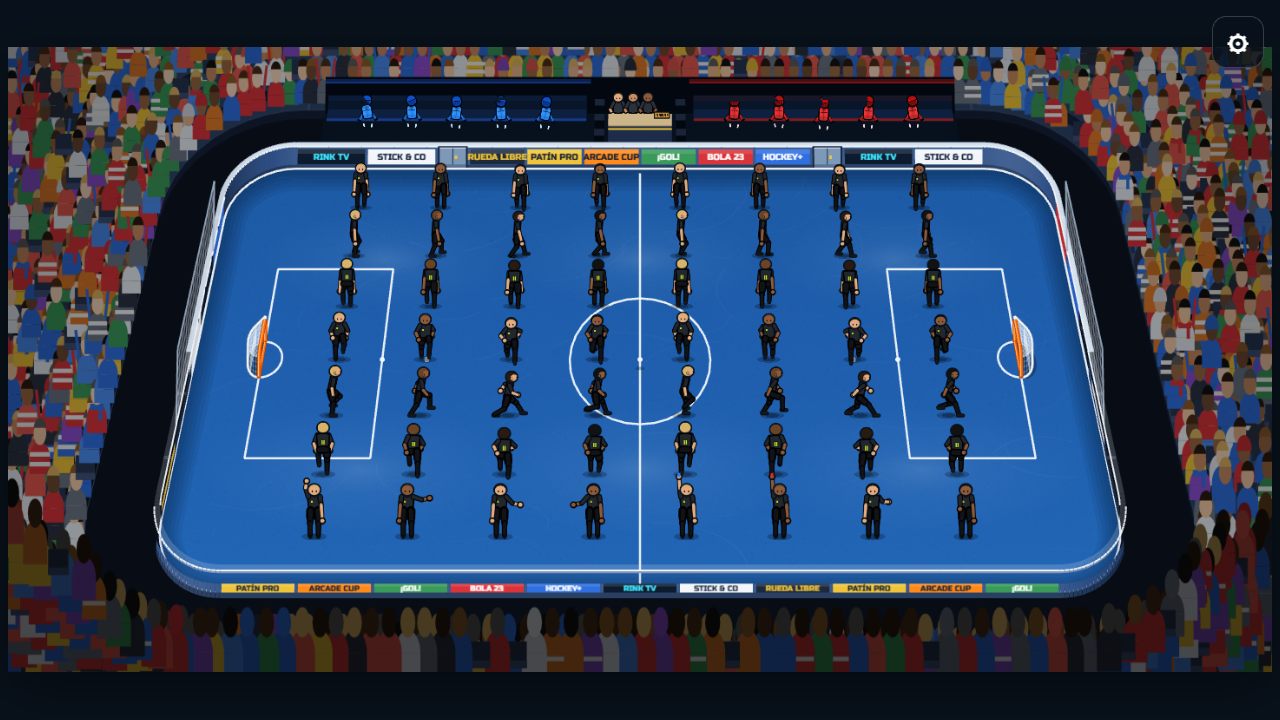 RINK TV STICK & CO RUEDA LIBRE PATÍN PRO ARCADE CUP ¡GOL! BOLA 23 HOCKEY+ RINK TV STICK & CO
PATÍN PRO ARCADE CUP ¡GOL! BOLA 23 HOCKEY+ RINK TV STICK & CO RUEDA LIBRE PATÍN PRO ARCADE CUP ¡GOL!